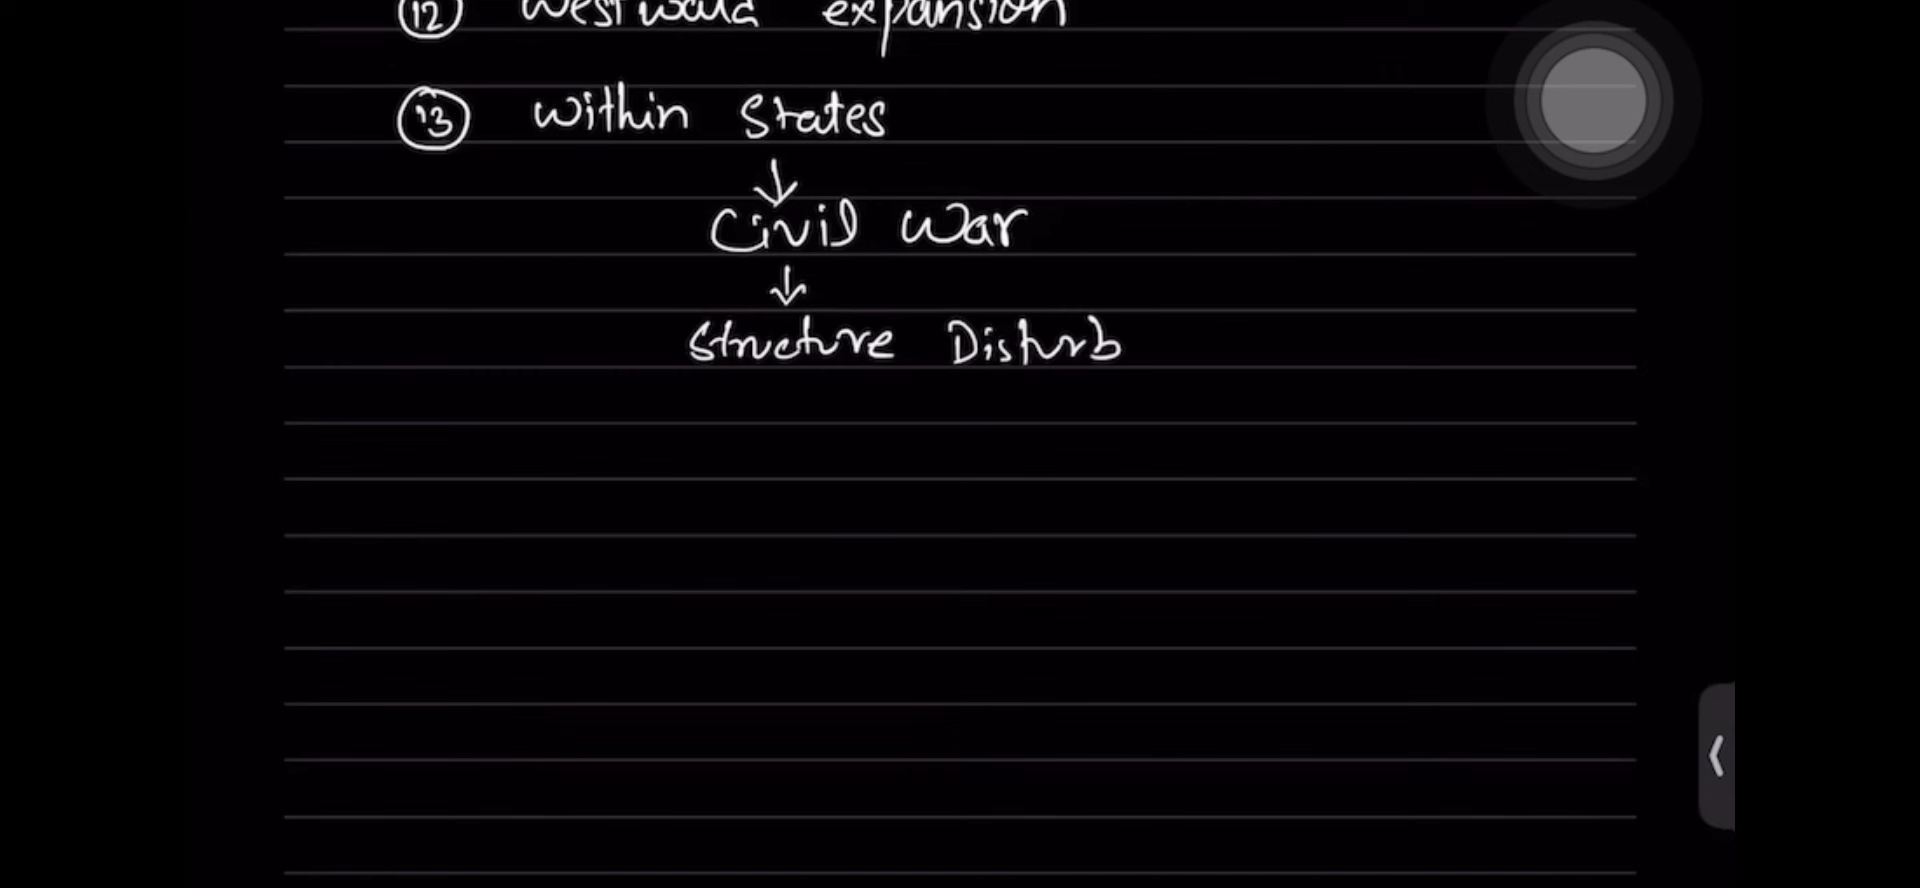 12 Westward expansion
13 Within States
↓
Civil War
↓
Structure Disturb